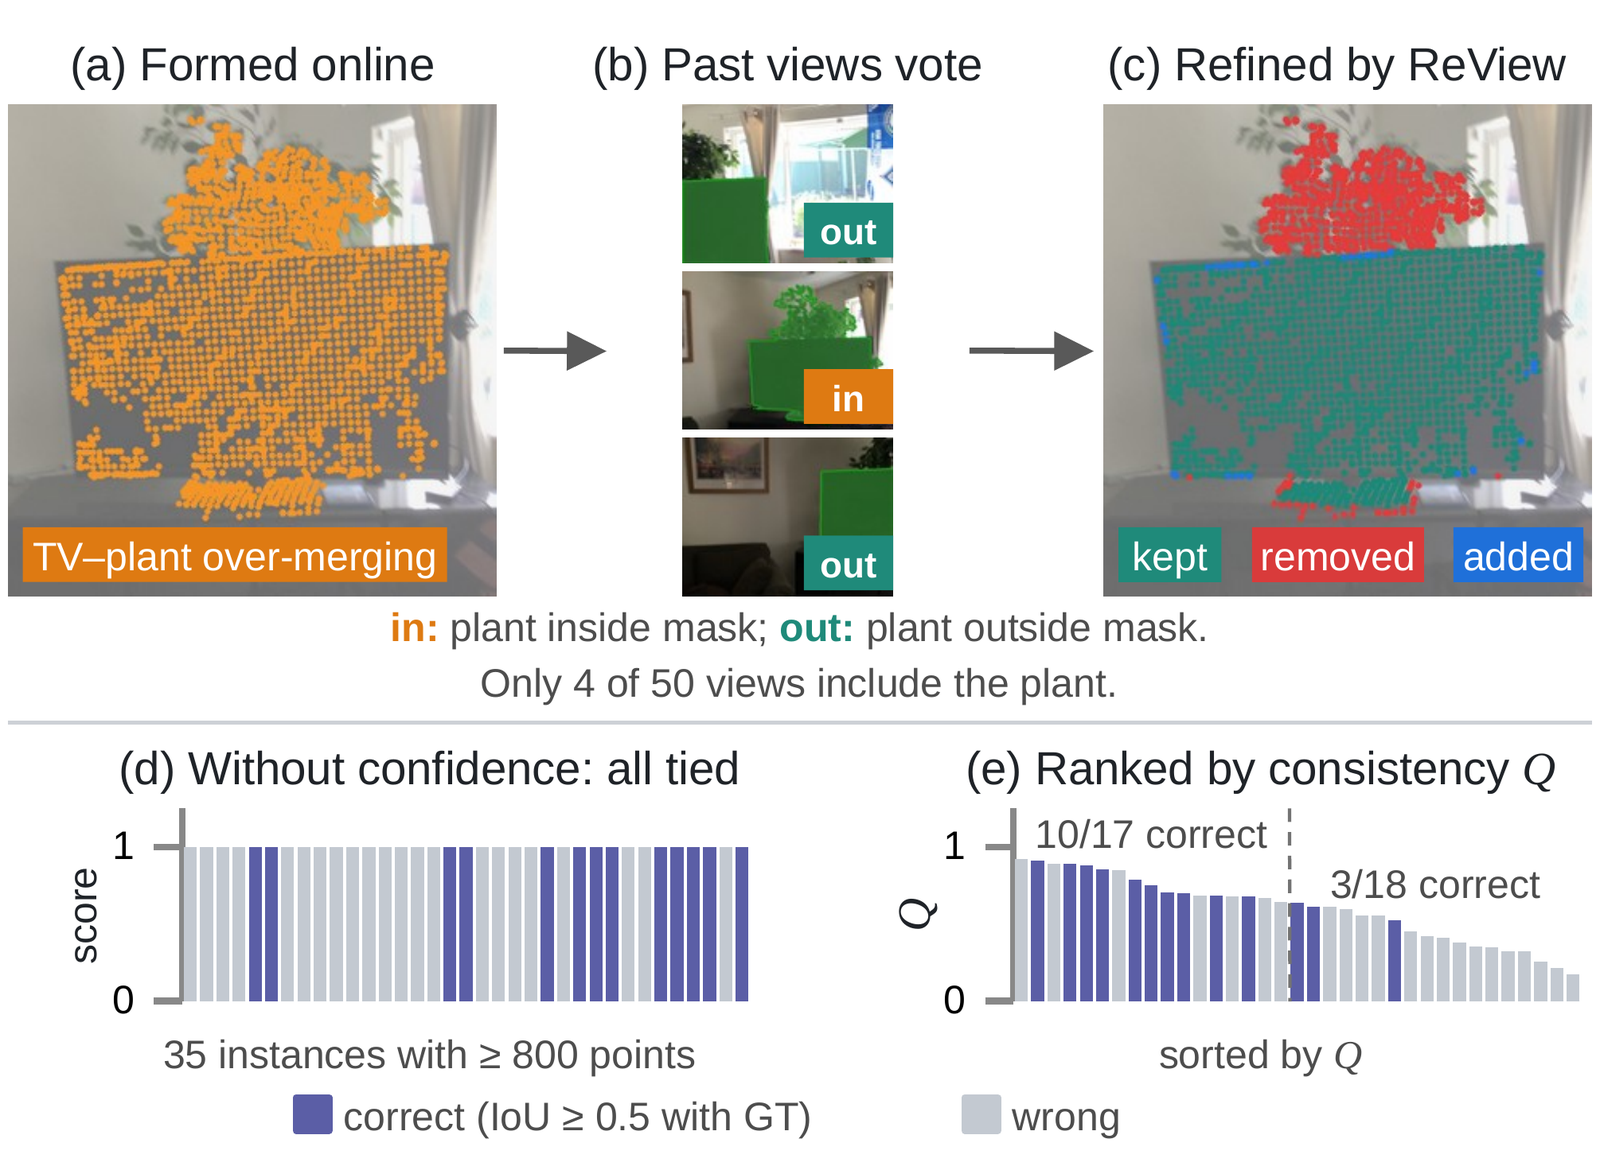 (a) Formed online
(b) Past views vote
(c) Refined by ReView
out
in
out
TV–plant over-merging
kept
removed
added
in: plant inside mask; out: plant outside mask.
Only 4 of 50 views include the plant.
(d) Without confidence: all tied
(e) Ranked by consistency Q
1
score
0
35 instances with ≥ 800 points
10/17 correct
3/18 correct
1
Q
0
sorted by Q
correct (IoU ≥ 0.5 with GT)
wrong